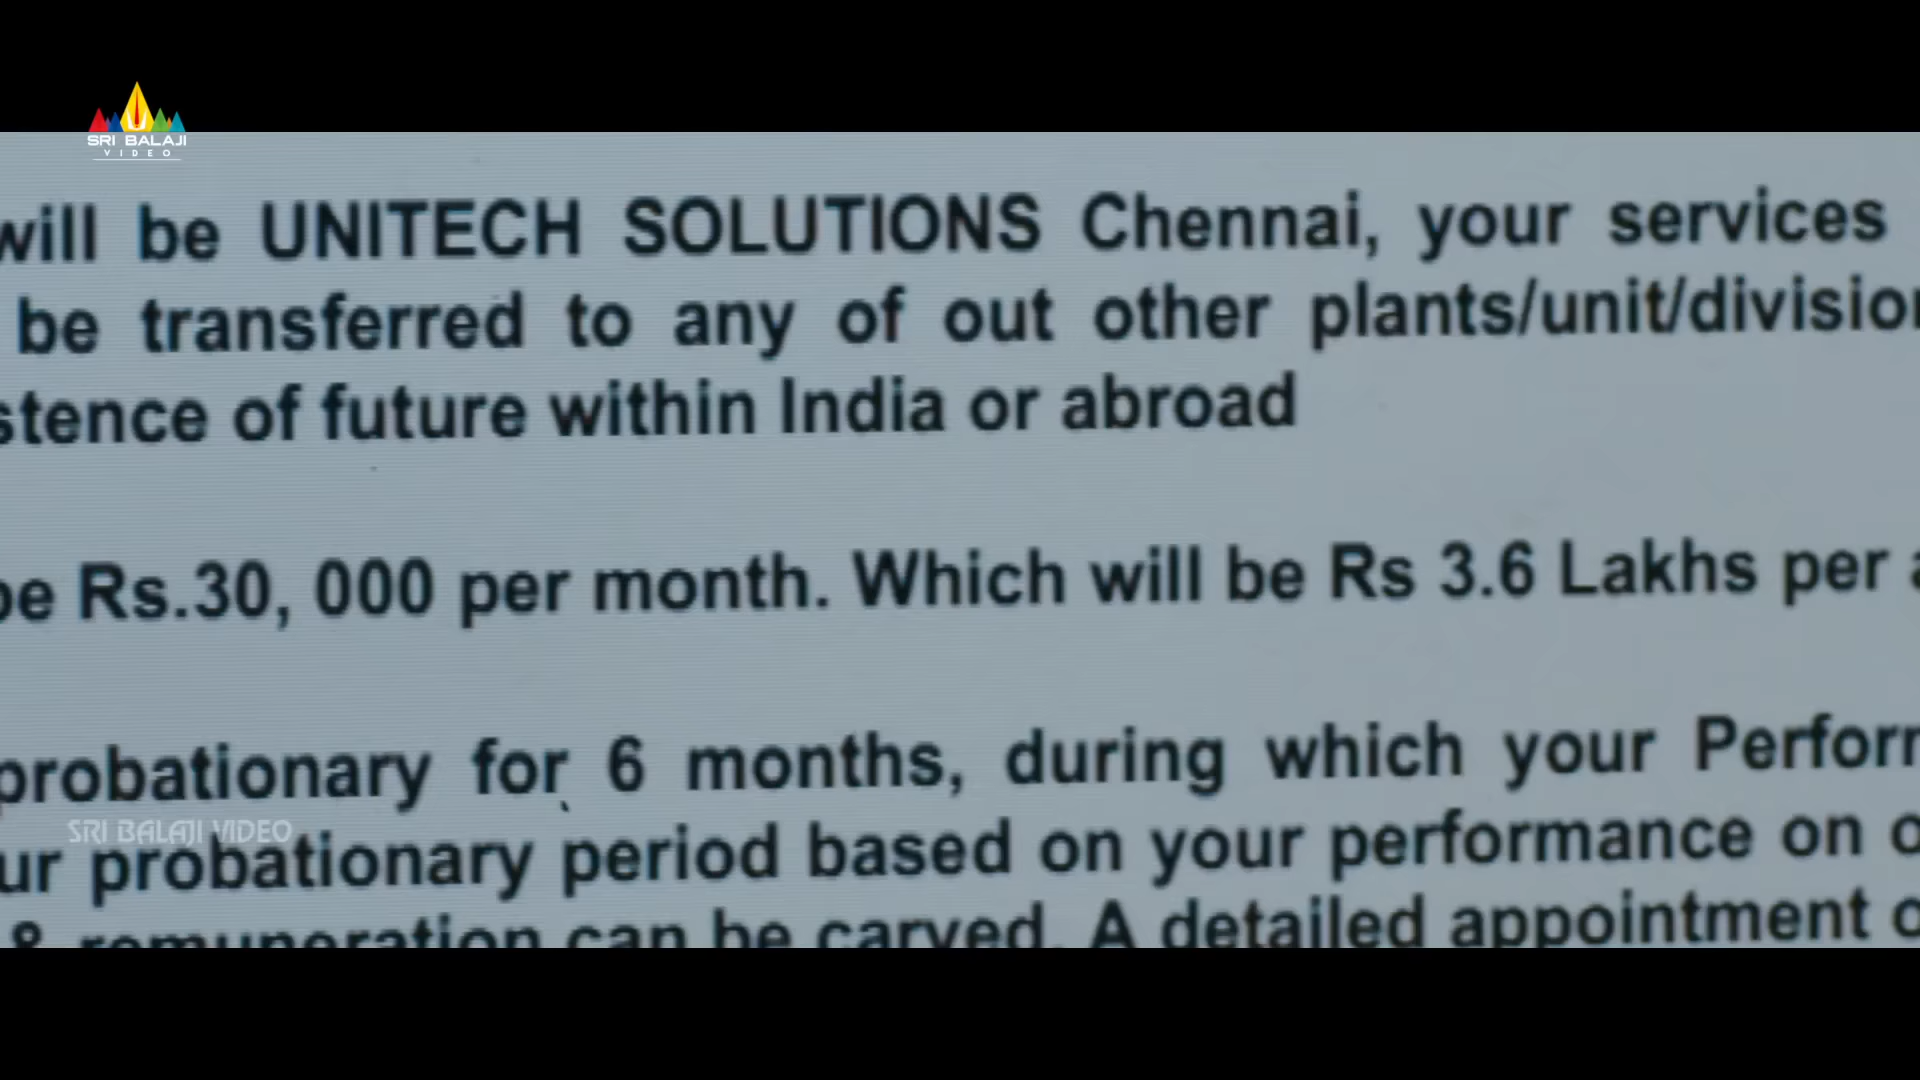 SRI BALAJI
VIDEO
will be UNITECH SOLUTIONS Chennai, your services
be transferred to any of out other plants/unit/division
stence of future within India or abroad
be Rs.30, 000 per month. Which will be Rs 3.6 Lakhs per a
probationary for 6 months, during which your Perform
SRI BALAJI VIDEO
ur probationary period based on your performance on o
& remuneration can be carved. A detailed appointment o